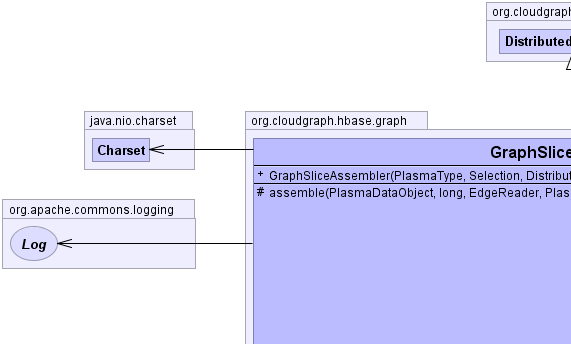 org.cloudgraph
Distributed
java.nio.charset
Charset
org.cloudgraph.hbase.graph
GraphSlice
+ GraphSliceAssembler(PlasmaType, Selection, Distribut
# assemble(PlasmaDataObject, long, EdgeReader, Plas
org.apache.commons.logging
Log